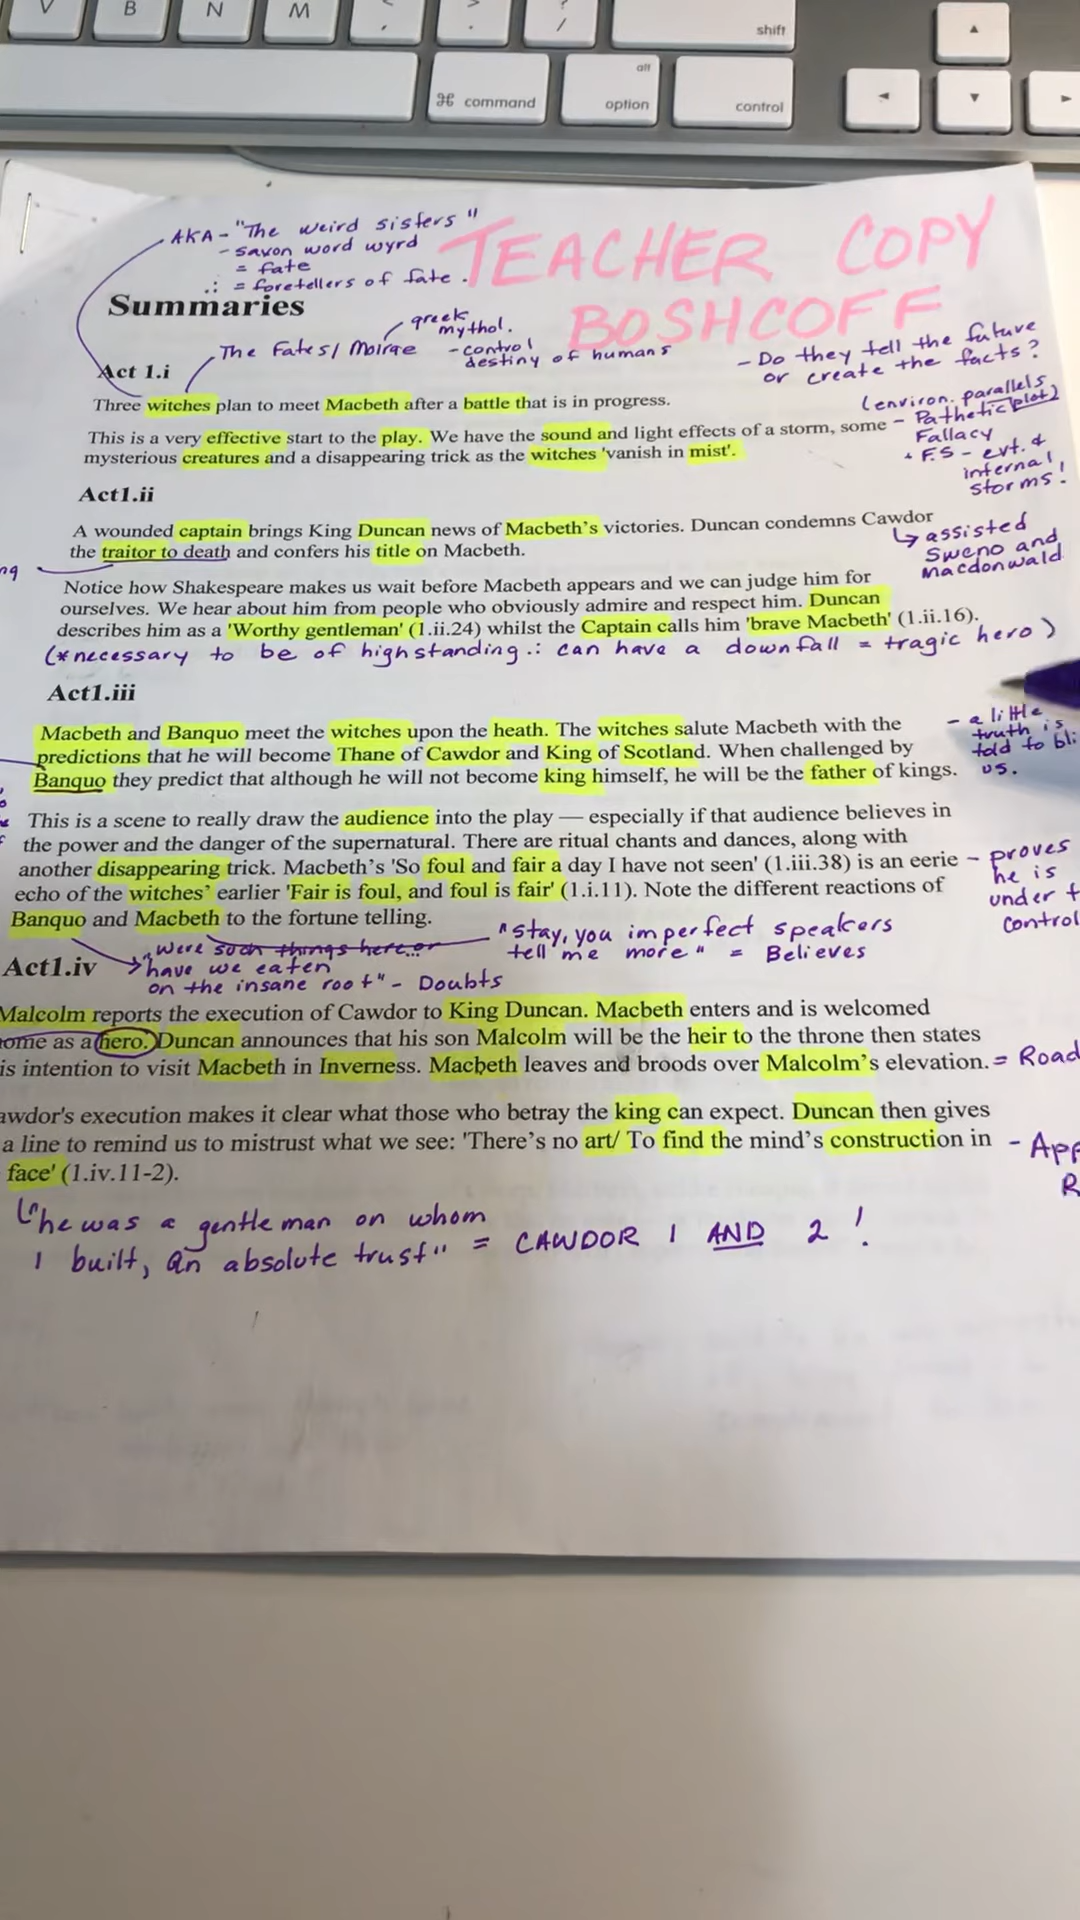 V B N M < , > . ? / shift
⌘ command alt option control
TEACHER COPY
BOSHCOFF
AKA - "The weird sisters"
- saxon word wyrd
= fate
∴ = foretellers of fate.
Summaries
greek
mythol.
The Fates/ Moirae - control
destiny of humans
- Do they tell the future
or create the facts?
Act 1.i
Three witches plan to meet Macbeth after a battle that is in progress.
(environ. parallels
plot)
This is a very effective start to the play. We have the sound and light effects of a storm, some
mysterious creatures and a disappearing trick as the witches 'vanish in mist'.
- Pathetic
Fallacy
+ F.S - ext. &
internal
storms!
Act1.ii
A wounded captain brings King Duncan news of Macbeth's victories. Duncan condemns Cawdor
the traitor to death and confers his title on Macbeth.
↳ assisted
Sweno and
Macdonwald
ng
Notice how Shakespeare makes us wait before Macbeth appears and we can judge him for
ourselves. We hear about him from people who obviously admire and respect him. Duncan
describes him as a 'Worthy gentleman' (1.ii.24) whilst the Captain calls him 'brave Macbeth' (1.ii.16).
(*necessary to be of high standing ∴ can have a downfall = tragic hero)
Act1.iii
Macbeth and Banquo meet the witches upon the heath. The witches salute Macbeth with the
predictions that he will become Thane of Cawdor and King of Scotland. When challenged by
Banquo they predict that although he will not become king himself, he will be the father of kings.
- a little
truth is
told to bli
us.
This is a scene to really draw the audience into the play — especially if that audience believes in
the power and the danger of the supernatural. There are ritual chants and dances, along with
another disappearing trick. Macbeth's 'So foul and fair a day I have not seen' (1.iii.38) is an eerie
echo of the witches' earlier 'Fair is foul, and foul is fair' (1.i.11). Note the different reactions of
Banquo and Macbeth to the fortune telling.
- proves
he is
under t
control
"were such things here... or
have we eaten
on the insane root" - Doubts
"Stay, you imperfect speakers
tell me more" = Believes
Act1.iv
Malcolm reports the execution of Cawdor to King Duncan. Macbeth enters and is welcomed
ome as a hero. Duncan announces that his son Malcolm will be the heir to the throne then states
is intention to visit Macbeth in Inverness. Macbeth leaves and broods over Malcolm's elevation. = Road
awdor's execution makes it clear what those who betray the king can expect. Duncan then gives
a line to remind us to mistrust what we see: 'There's no art/ To find the mind's construction in
face' (1.iv.11-2).
- App
R
"he was a gentleman on whom
I built, an absolute trust" = CAWDOR 1 AND 2!